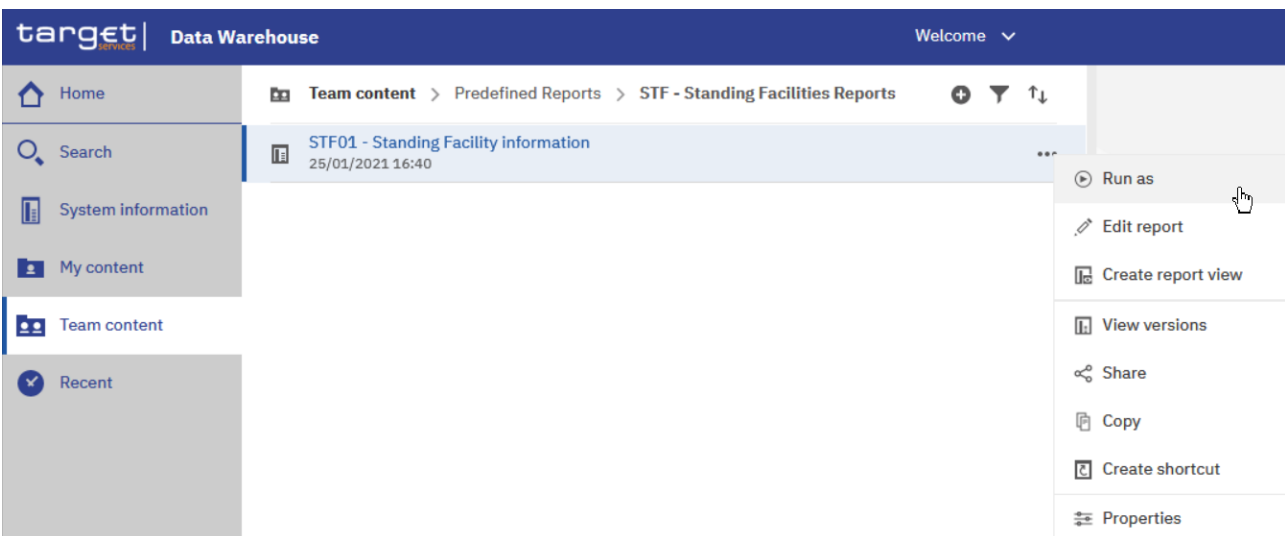 target services Data Warehouse Welcome
Home
Search
System information
My content
Team content
Recent
Team content > Predefined Reports > STF - Standing Facilities Reports
STF01 - Standing Facility information
25/01/2021 16:40
Run as
Edit report
Create report view
View versions
Share
Copy
Create shortcut
Properties